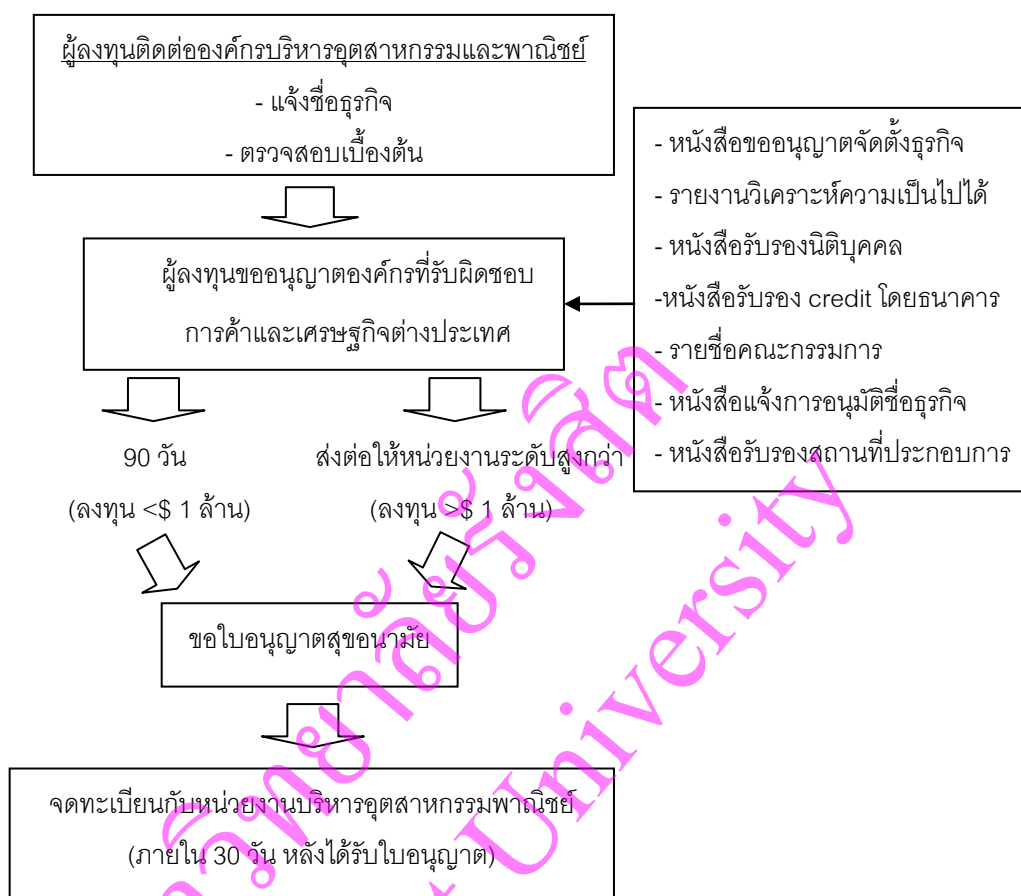 ผู้ลงทุนติดต่อองค์กรบริหารอุตสาหกรรมและพาณิชย์
- แจ้งชื่อธุรกิจ
- ตรวจสอบเบื้องต้น
- หนังสือขออนุญาตจัดตั้งธุรกิจ
- รายงานวิเคราะห์ความเป็นไปได้
- หนังสือรับรองนิติบุคคล
-หนังสือรับรอง credit โดยธนาคาร
- รายชื่อคณะกรรมการ
- หนังสือแจ้งการอนุมัติชื่อธุรกิจ
- หนังสือรับรองสถานที่ประกอบการ
ผู้ลงทุนขออนุญาตองค์กรที่รับผิดชอบ
การค้าและเศรษฐกิจต่างประเทศ
90 วัน
(ลงทุน <$ 1 ล้าน)
ส่งต่อให้หน่วยงานระดับสูงกว่า
(ลงทุน >$ 1 ล้าน)
ขอใบอนุญาตสุขอนามัย
จดทะเบียนกับหน่วยงานบริหารอุตสาหกรรมพาณิชย์
(ภายใน 30 วัน หลังได้รับใบอนุญาต)
วิทยาลัยรังสิต
University